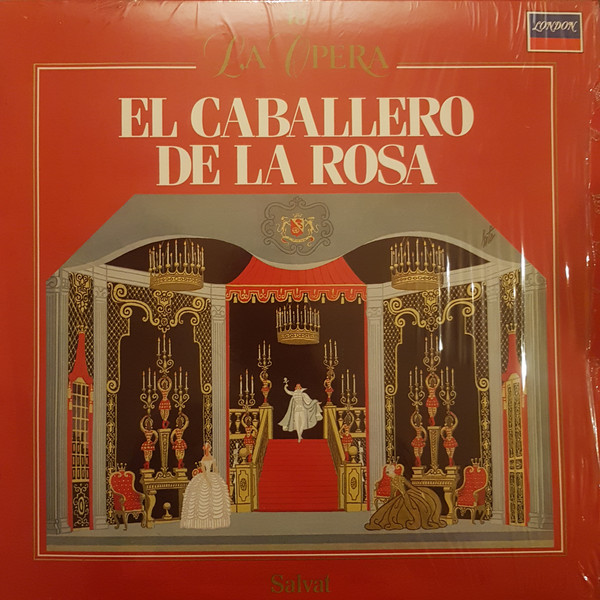 LONDON
LA OPERA
EL CABALLERO
DE LA ROSA
Salvat